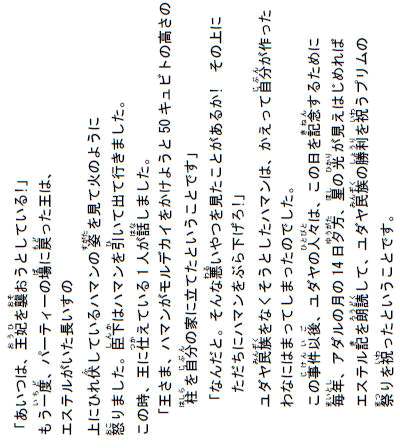 「あいつは、王妃を襲おうとしている!」
もう一度、パーティーの場に戻った王は、
エステルがいた長いすの
上にひれ伏しているハマンの姿を見て火のように
怒りました。臣下はハマンを引いて出て行きました。
この時、王に仕えている1人が話しました。
「王さま、ハマンがモルデカイをかけようと50キュビトの高さの
柱を自分の家に立てたということです」
「なんだと。そんな悪いやつを見たことがあるか! その上に
ただちにハマンをぶら下げろ!」
ユダヤ民族をなくそうとしたハマンは、かえって自分が作った
わなにはまってしまったのでした。
この事件以後、ユダヤの人々は、この日を記念するために
毎年、アダルの月の14日夕方、星の光が見えはじめれば
エステル記を朗読して、ユダヤ民族の勝利を祝うプリムの
祭りを祝ったということです。